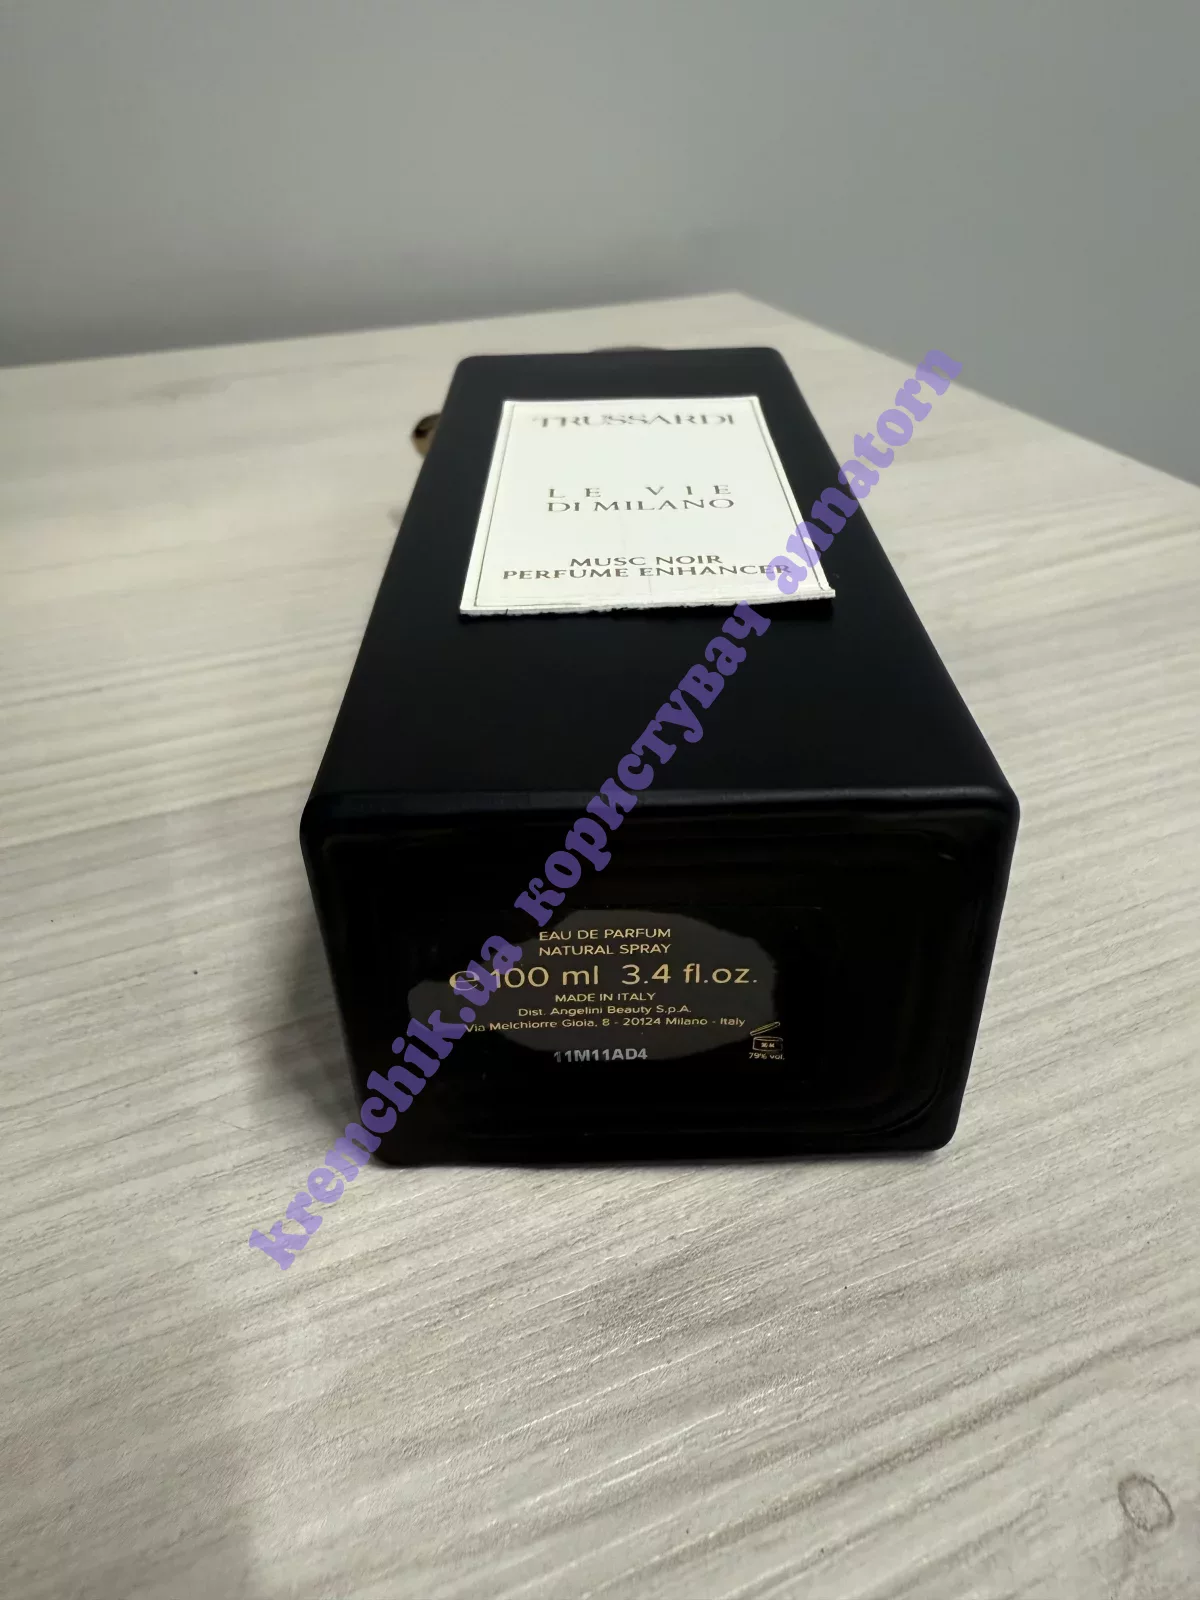 TRUSSARDI
LE VIE
DI MILANO
MUSC NOIR
PERFUME ENHANCER
EAU DE PARFUM
NATURAL SPRAY
℮ 100 ml 3.4 fl.oz.
MADE IN ITALY
Dist. Angelini Beauty S.p.A.
Via Melchiorre Gioia, 8 - 20124 Milano - Italy
36 M
79% vol.
11M11AD4
kremchik.ua користувач annatorn